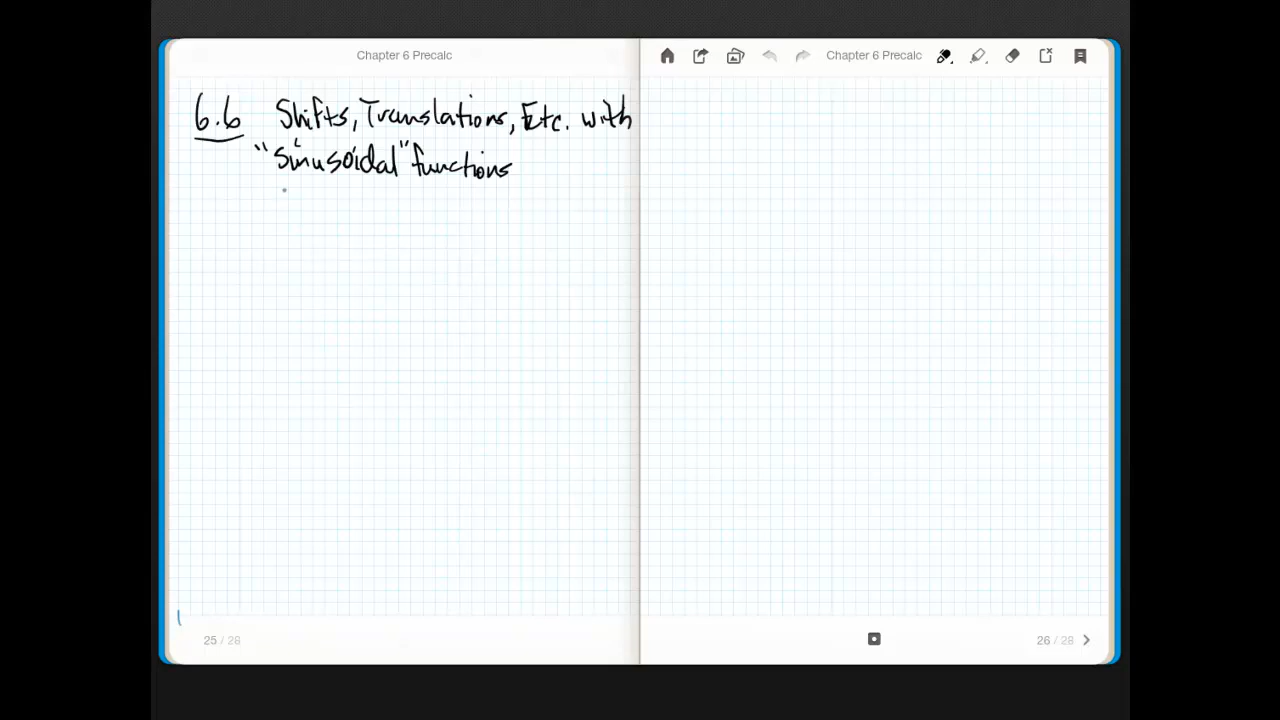 Chapter 6 Precalc
Chapter 6 Precalc
6.6 Shifts, Translations, Etc. with
"Sinusoidal" functions
25 / 28
26 / 28